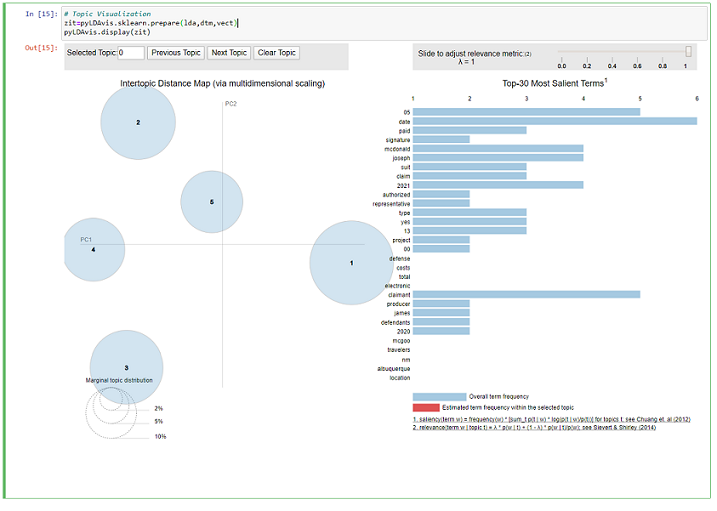 In [15]: # Topic Visualization
zit=pyLDAvis.sklearn.prepare(lda,dtm,vect)
pyLDAvis.display(zit)
Out[15]:
Selected Topic: 0 Previous Topic Next Topic Clear Topic
Slide to adjust relevance metric:(2)
λ = 1
0.0 0.2 0.4 0.6 0.8 1
Intertopic Distance Map (via multidimensional scaling)
PC2
PC1
2
5
4
1
3
Marginal topic distribution
2%
5%
10%
Top-30 Most Salient Terms1
1 2 3 4 5 6
05
date
paid
signature
mcdonald
joseph
suit
claim
2021
authorized
representative
type
yes
13
project
00
defense
costs
total
electronic
claimant
producer
james
defendants
2020
mcgoo
travelers
nm
albuquerque
location
Overall term frequency
Estimated term frequency within the selected topic
1. saliency(term w) = frequency(w) * [sum_t p(t | w) * log(p(t | w)/p(t))] for topics t; see Chuang et. al (2012)
2. relevance(term w | topic t) = λ * p(w | t) + (1 - λ) * p(w | t)/p(w); see Sievert & Shirley (2014)